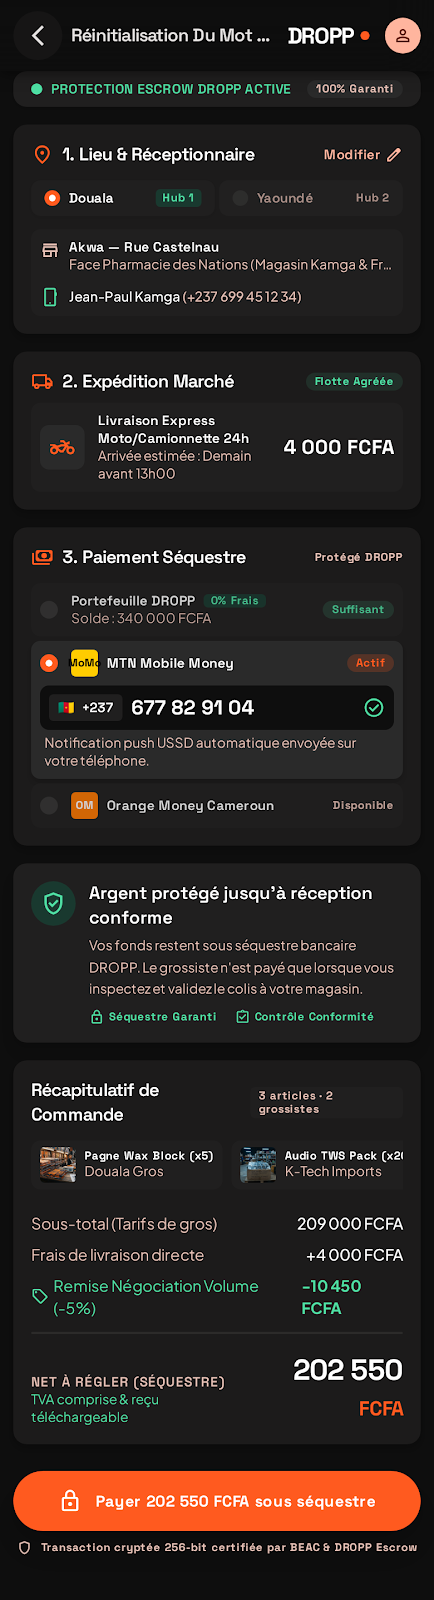 Réinitialisation Du Mot ... DROPP
PROTECTION ESCROW DROPP ACTIVE 100% Garanti
1. Lieu & Réceptionnaire Modifier
Douala Hub 1 Yaoundé Hub 2
Akwa — Rue Castelnau
Face Pharmacie des Nations (Magasin Kamga & Fr...
Jean-Paul Kamga (+237 699 45 12 34)
2. Expédition Marché Flotte Agréée
Livraison Express
Moto/Camionnette 24h
Arrivée estimée : Demain
avant 13h00
4 000 FCFA
3. Paiement Séquestre Protégé DROPP
Portefeuille DROPP 0% Frais
Solde : 340 000 FCFA
Suffisant
MoMo MTN Mobile Money Actif
+237 677 82 91 04
Notification push USSD automatique envoyée sur
votre téléphone.
OM Orange Money Cameroun Disponible
Argent protégé jusqu'à réception
conforme
Vos fonds restent sous séquestre bancaire
DROPP. Le grossiste n'est payé que lorsque vous
inspectez et validez le colis à votre magasin.
Séquestre Garanti Contrôle Conformité
Récapitulatif de
Commande
3 articles · 2
grossistes
Pagne Wax Block (x5)
Douala Gros
Audio TWS Pack (x20
K-Tech Imports
Sous-total (Tarifs de gros) 209 000 FCFA
Frais de livraison directe +4 000 FCFA
Remise Négociation Volume
(-5%)
-10 450
FCFA
NET À RÉGLER (SÉQUESTRE)
TVA comprise & reçu
téléchargeable
202 550
FCFA
Payer 202 550 FCFA sous séquestre
Transaction cryptée 256-bit certifiée par BEAC & DROPP Escrow